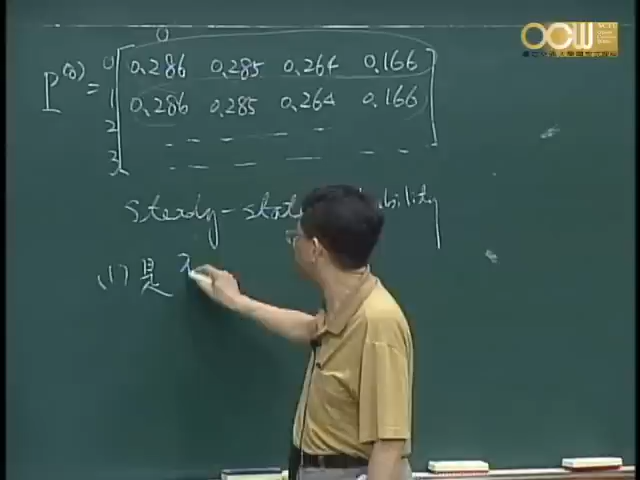 0
P⁽⁸⁾ = 0 0.286 0.285 0.264 0.166
1 0.286 0.285 0.264 0.166
2 - - - -
3 - - - - -
steady-stat bility
(1) 是
OCW